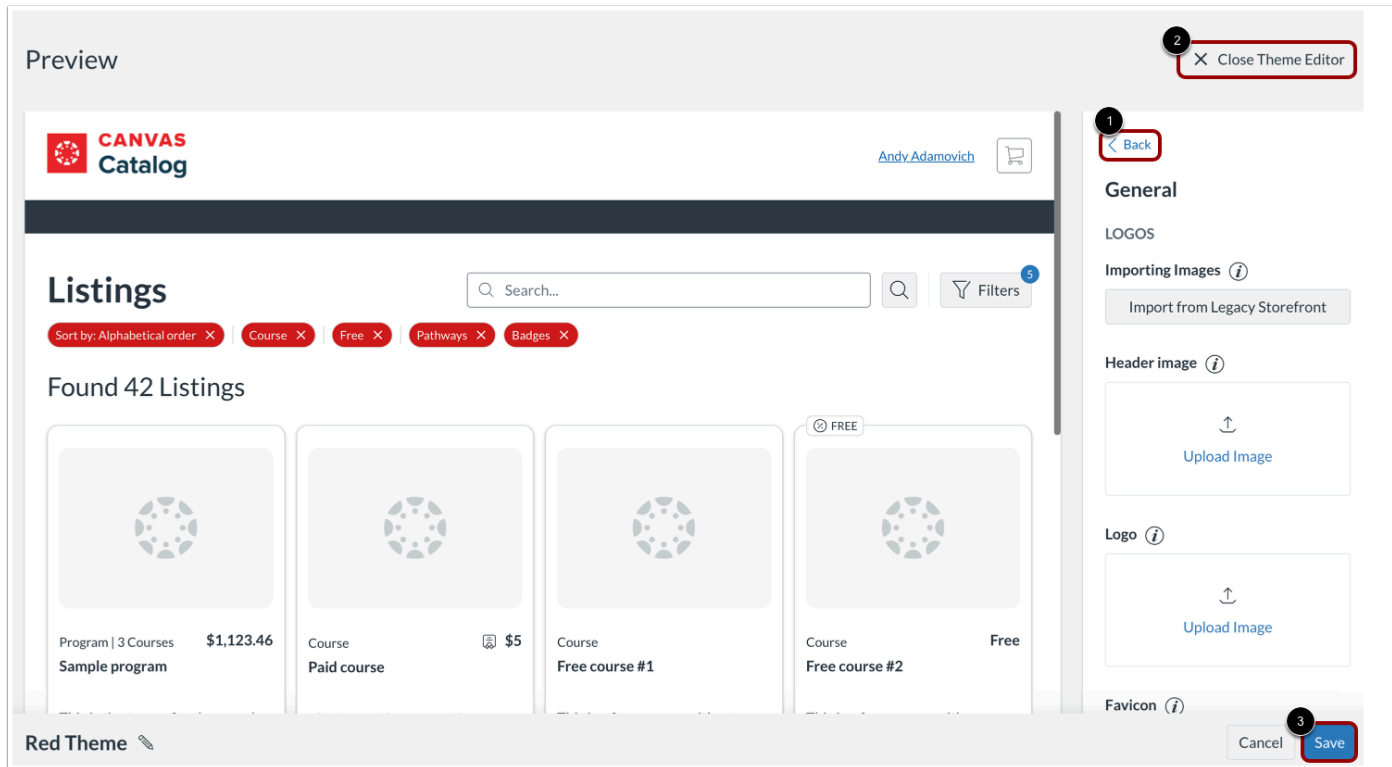 Preview
2
Close Theme Editor
CANVAS
Catalog
Andy Adamovich
1
Back
General
LOGOS
Importing Images i
Import from Legacy Storefront
Listings
Search...
Filters
5
Sort by: Alphabetical order
Course
Free
Pathways
Badges
Found 42 Listings
Header image i
Upload Image
FREE
Logo i
Upload Image
Program | 3 Courses $1,123.46
Sample program
Course $5
Paid course
Course
Free course #1
Course Free
Free course #2
Favicon i
Red Theme
Cancel
3
Save